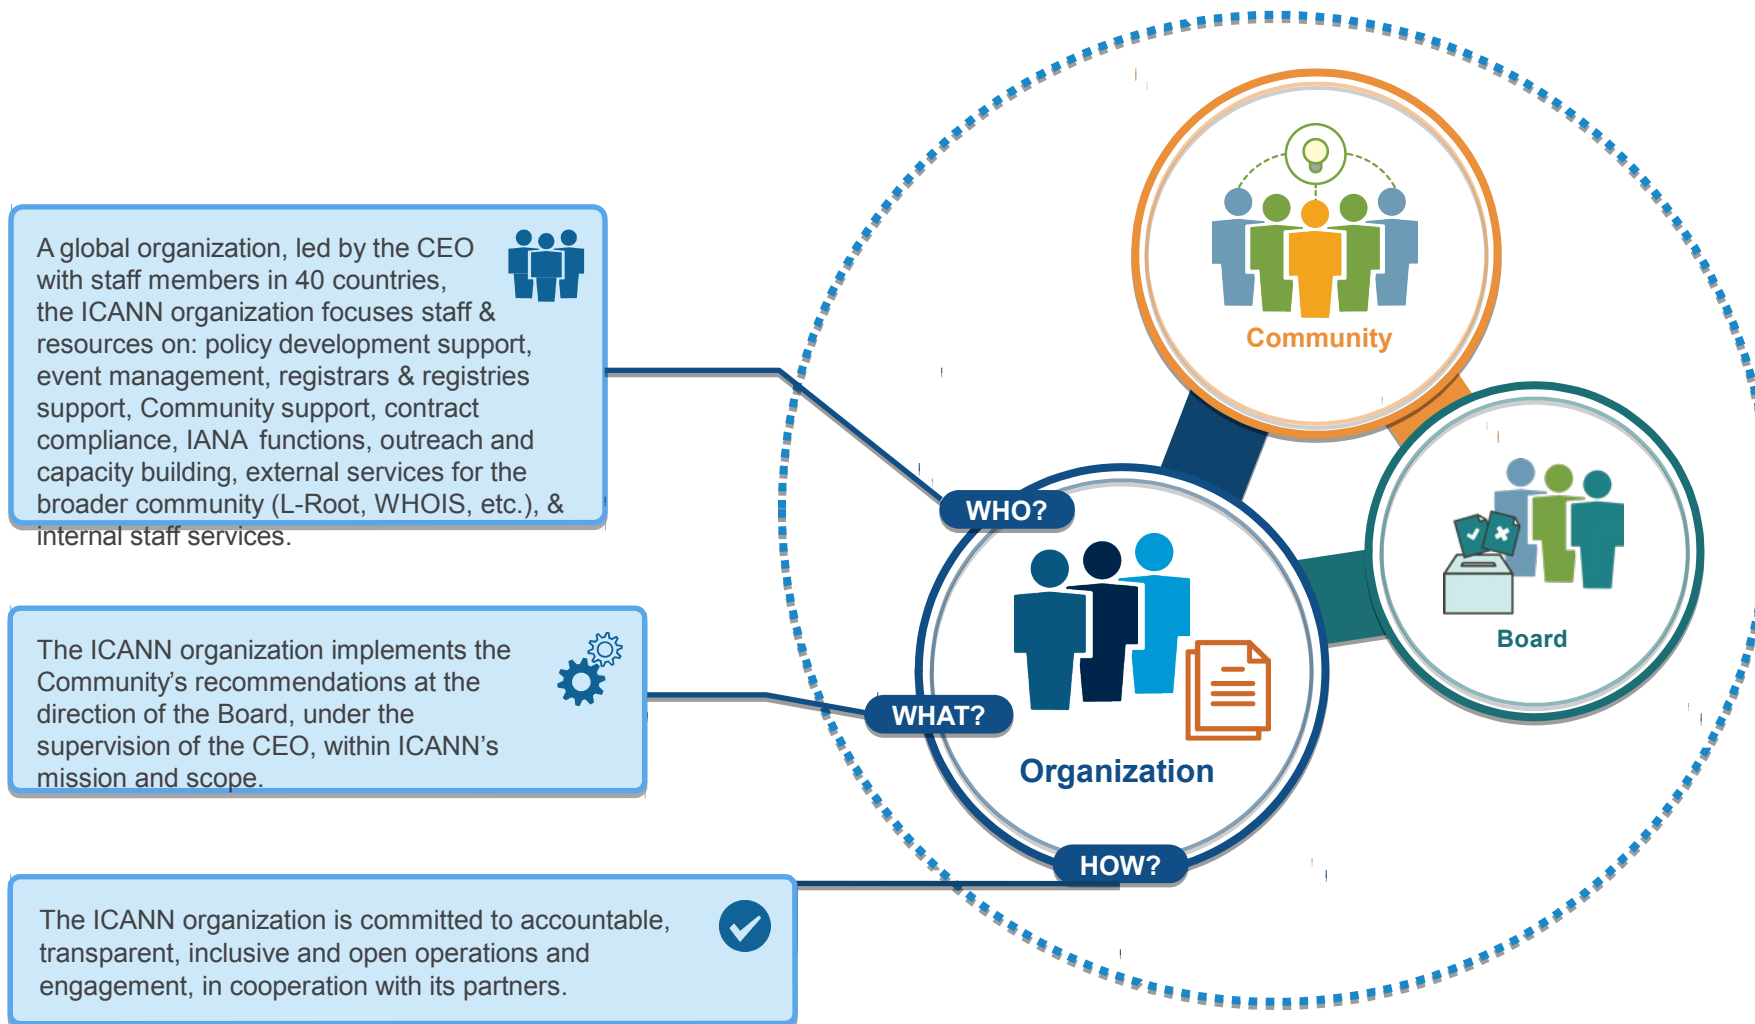 A global organization, led by the CEO
with staff members in 40 countries,
the ICANN organization focuses staff &
resources on: policy development support,
event management, registrars & registries
support, Community support, contract
compliance, IANA functions, outreach and
capacity building, external services for the
broader community (L-Root, WHOIS, etc.), &
internal staff services.
The ICANN organization implements the
Community’s recommendations at the
direction of the Board, under the
supervision of the CEO, within ICANN’s
mission and scope.
The ICANN organization is committed to accountable,
transparent, inclusive and open operations and
engagement, in cooperation with its partners.
WHO?
WHAT?
HOW?
Organization
Community
Board